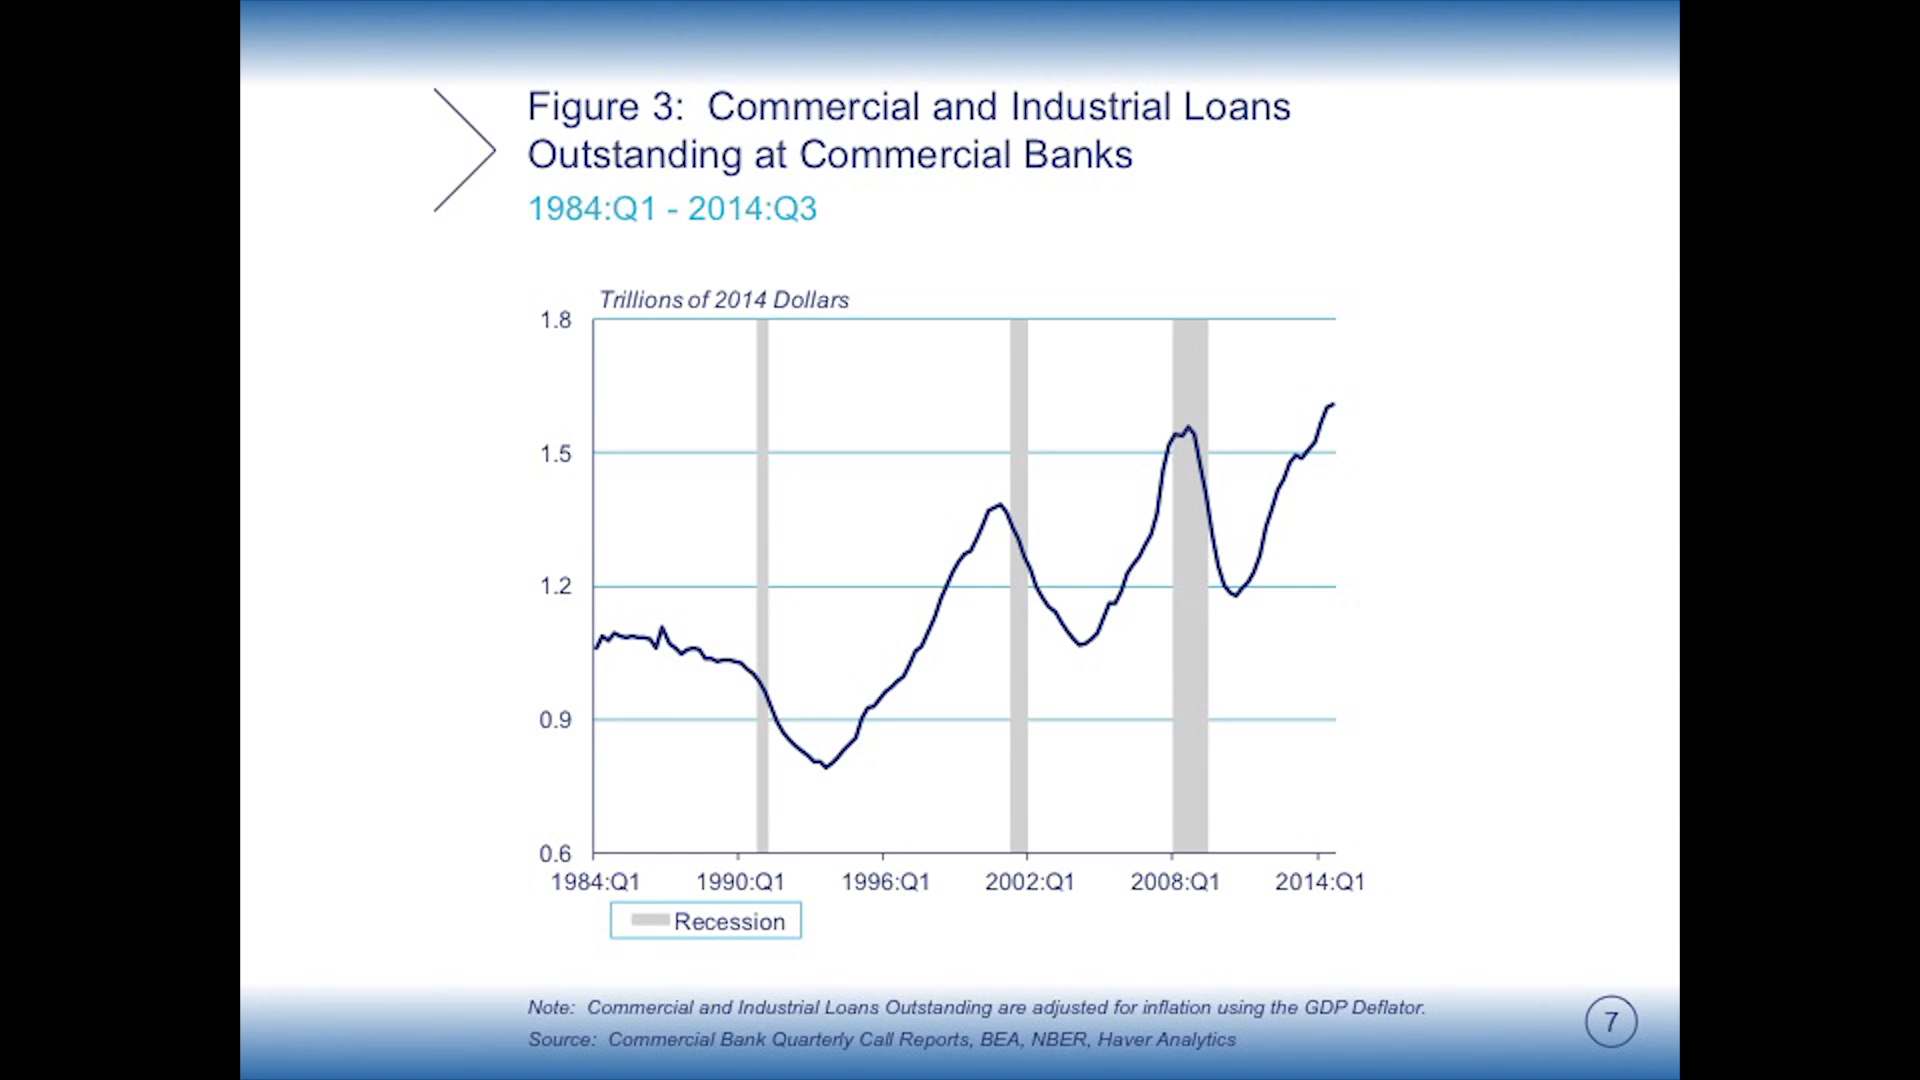 Figure 3:  Commercial and Industrial Loans
Outstanding at Commercial Banks
1984:Q1 - 2014:Q3
Trillions of 2014 Dollars
1.8
1.5
1.2
0.9
0.6
1984:Q1 1990:Q1 1996:Q1 2002:Q1 2008:Q1 2014:Q1
Recession
Note:  Commercial and Industrial Loans Outstanding are adjusted for inflation using the GDP Deflator.
Source:  Commercial Bank Quarterly Call Reports, BEA, NBER, Haver Analytics
7